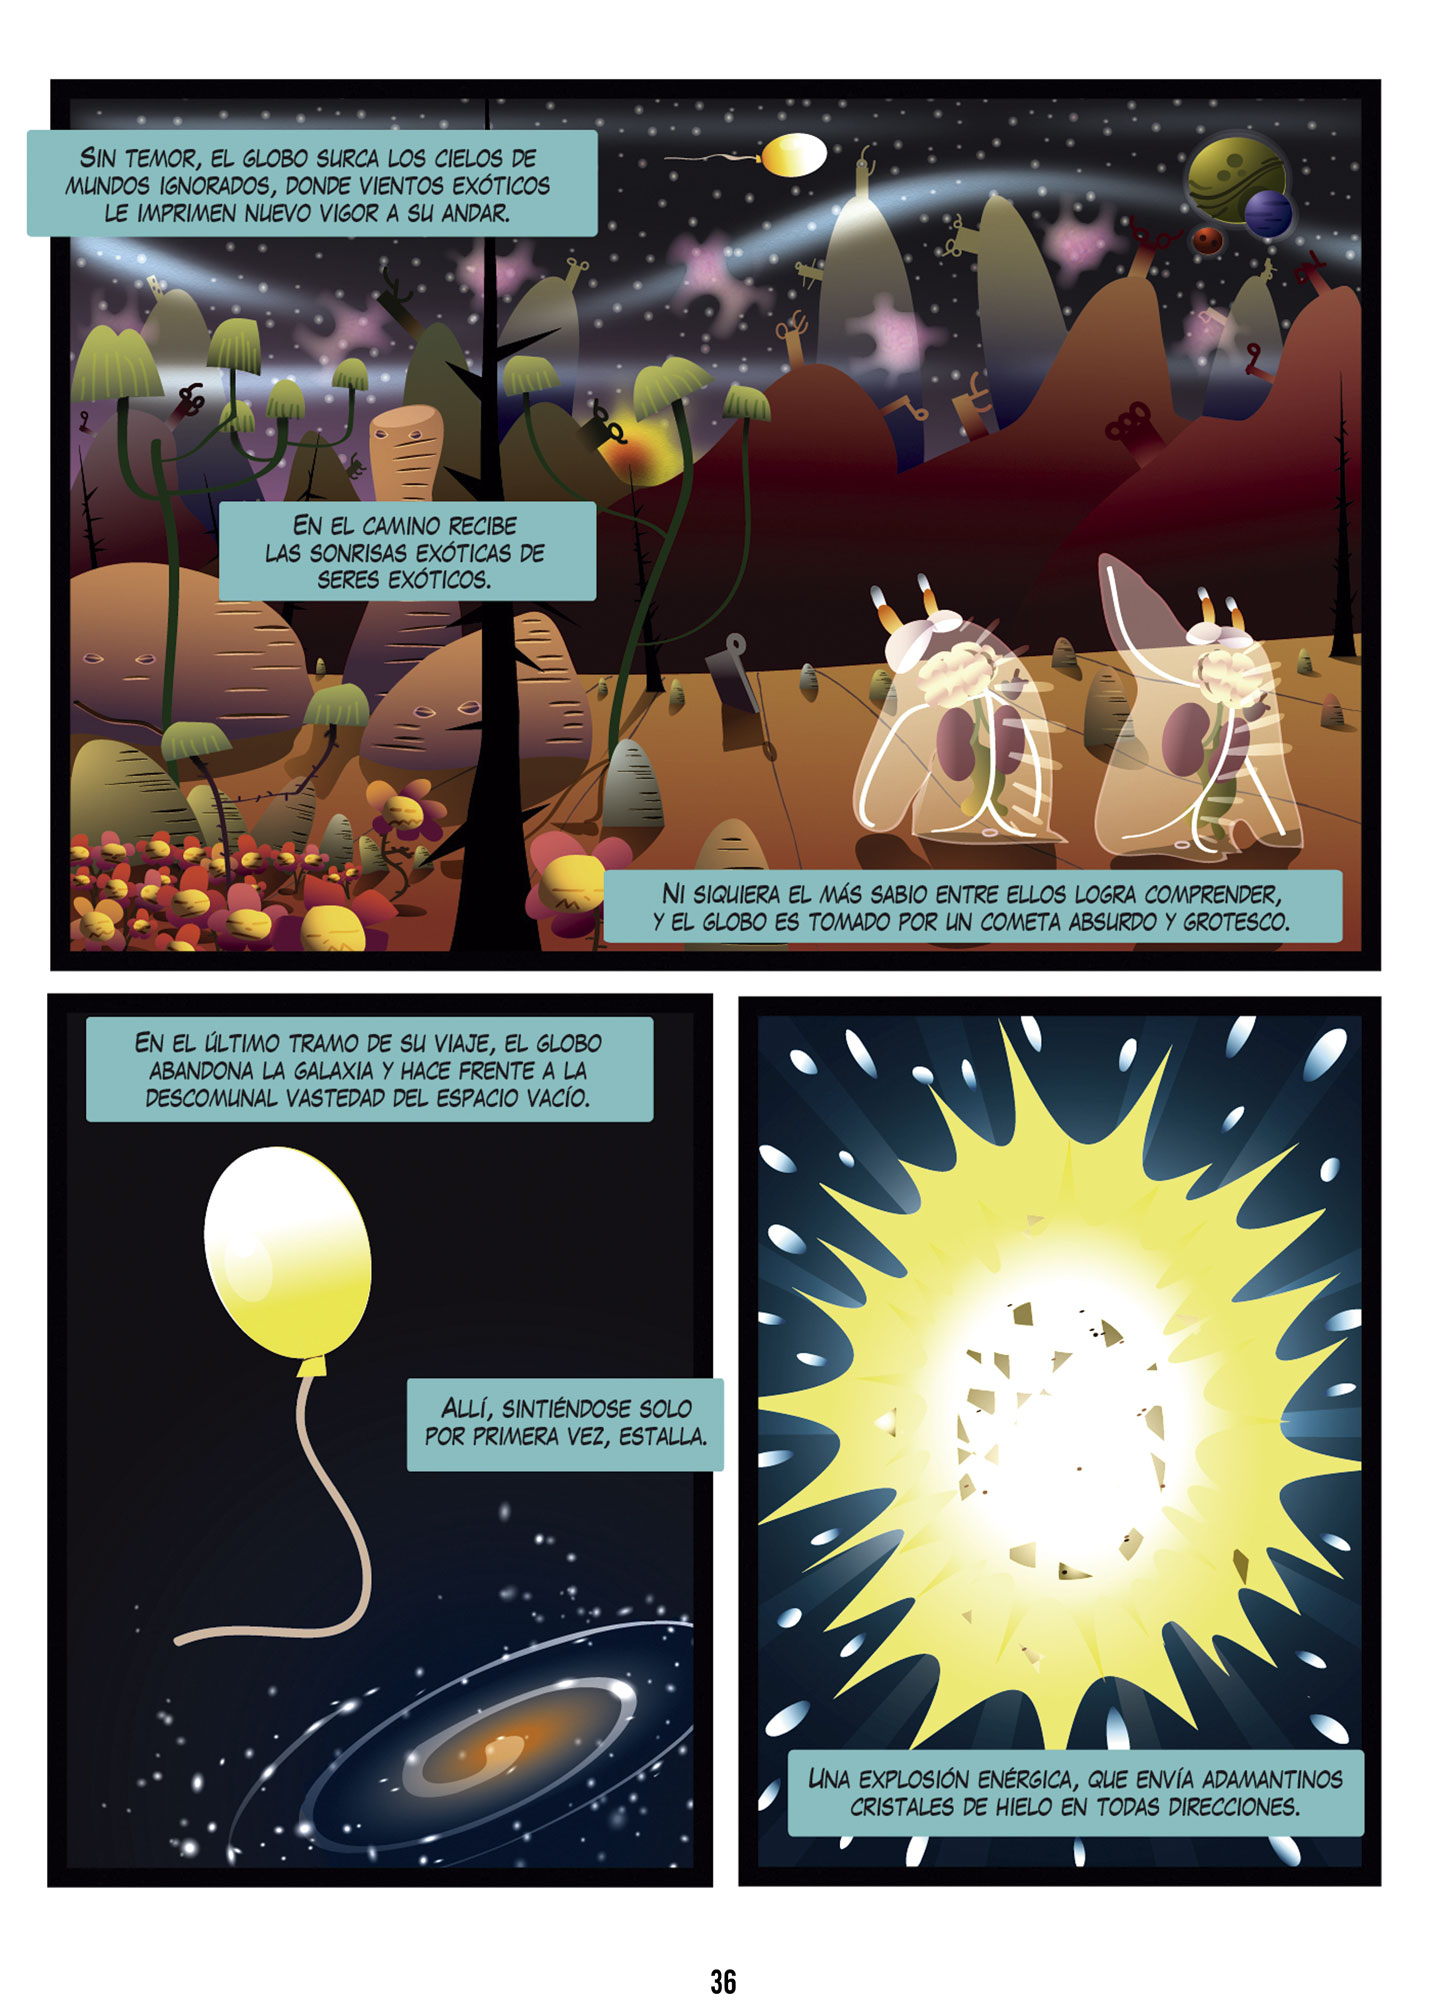 Sin temor, el globo surca los cielos de
mundos ignorados, donde vientos exóticos
le imprimen nuevo vigor a su andar.
En el camino recibe
las sonrisas exóticas de
seres exóticos.
Ni siquiera el más sabio entre ellos logra comprender,
y el globo es tomado por un cometa absurdo y grotesco.
En el último tramo de su viaje, el globo
abandona la galaxia y hace frente a la
descomunal vastedad del espacio vacío.
Allí, sintiéndose solo
por primera vez, estalla.
Una explosión enérgica, que envía adamantinos
cristales de hielo en todas direcciones.
36